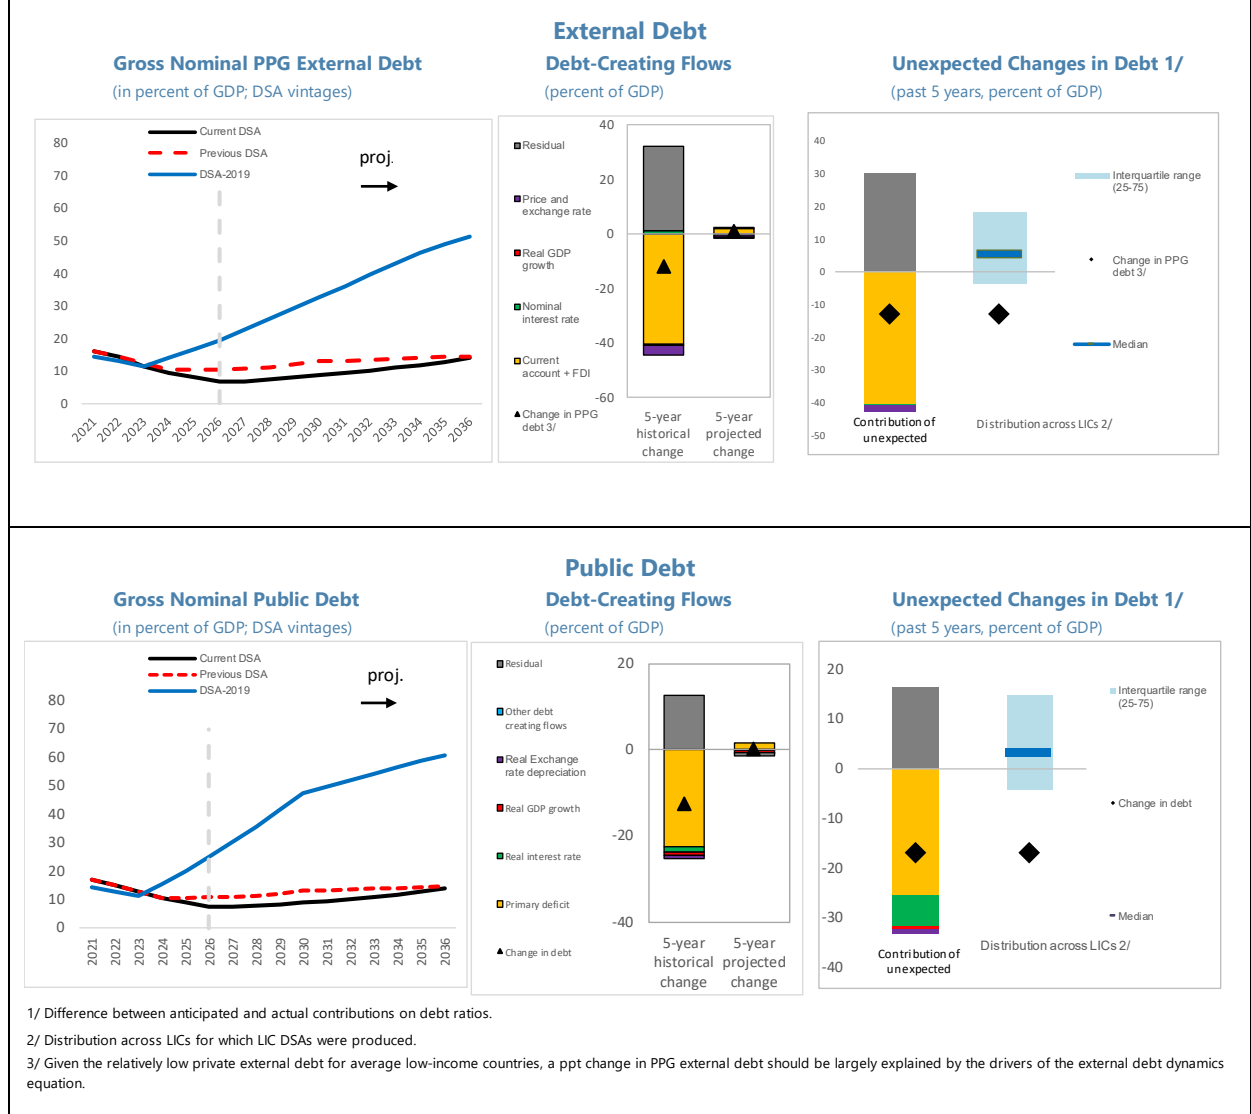 External Debt
Gross Nominal PPG External Debt
(in percent of GDP; DSA vintages)
Current DSA
Previous DSA
DSA-2019
proj.
80
70
60
50
40
30
20
10
0
2021
2022
2023
2024
2025
2026
2027
2028
2029
2030
2031
2032
2033
2034
2035
2036
Debt-Creating Flows
(percent of GDP)
Residual
Price and
exchange rate
Real GDP
growth
Nominal
interest rate
Current
account + FDI
Change in PPG
debt 3/
40
20
0
-20
-40
-60
5-year
historical
change
5-year
projected
change
Unexpected Changes in Debt 1/
(past 5 years, percent of GDP)
40
30
20
10
0
-10
-20
-30
-40
-50
Interquartile range
(25-75)
Change in PPG
debt 3/
Median
Contribution of
unexpected
Distribution across LICs 2/
Public Debt
Gross Nominal Public Debt
(in percent of GDP; DSA vintages)
Current DSA
Previous DSA
DSA-2019
proj.
80
70
60
50
40
30
20
10
0
2021
2022
2023
2024
2025
2026
2027
2028
2029
2030
2031
2032
2033
2034
2035
2036
Debt-Creating Flows
(percent of GDP)
Residual
Other debt
creating flows
Real Exchange
rate depreciation
Real GDP growth
Real interest rate
Primary deficit
Change in debt
20
0
-20
-40
5-year
historical
change
5-year
projected
change
Unexpected Changes in Debt 1/
(past 5 years, percent of GDP)
20
10
0
-10
-20
-30
-40
Interquartile range
(25-75)
Change in debt
Median
Contribution of
unexpected
Distribution across LICs 2/
1/ Difference between anticipated and actual contributions on debt ratios.
2/ Distribution across LICs for which LIC DSAs were produced.
3/ Given the relatively low private external debt for average low-income countries, a ppt change in PPG external debt should be largely explained by the drivers of the external debt dynamics
equation.